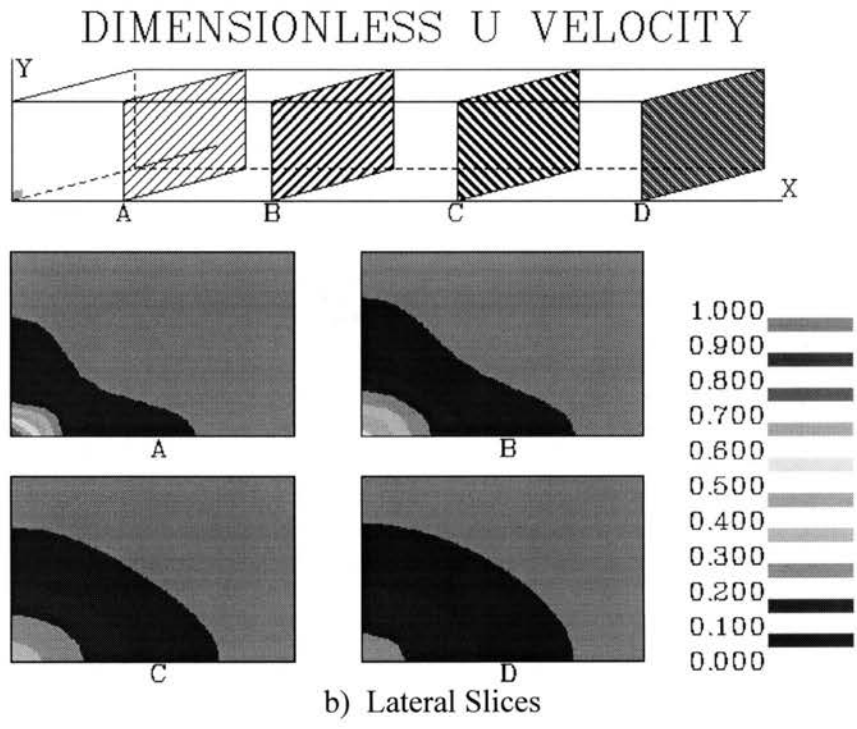 DIMENSIONLESS U VELOCITY
Y
X
A
B
C
D
A
B
1.000
0.900
0.800
0.700
0.600
0.500
0.400
0.300
0.200
0.100
0.000
C
D
b) Lateral Slices